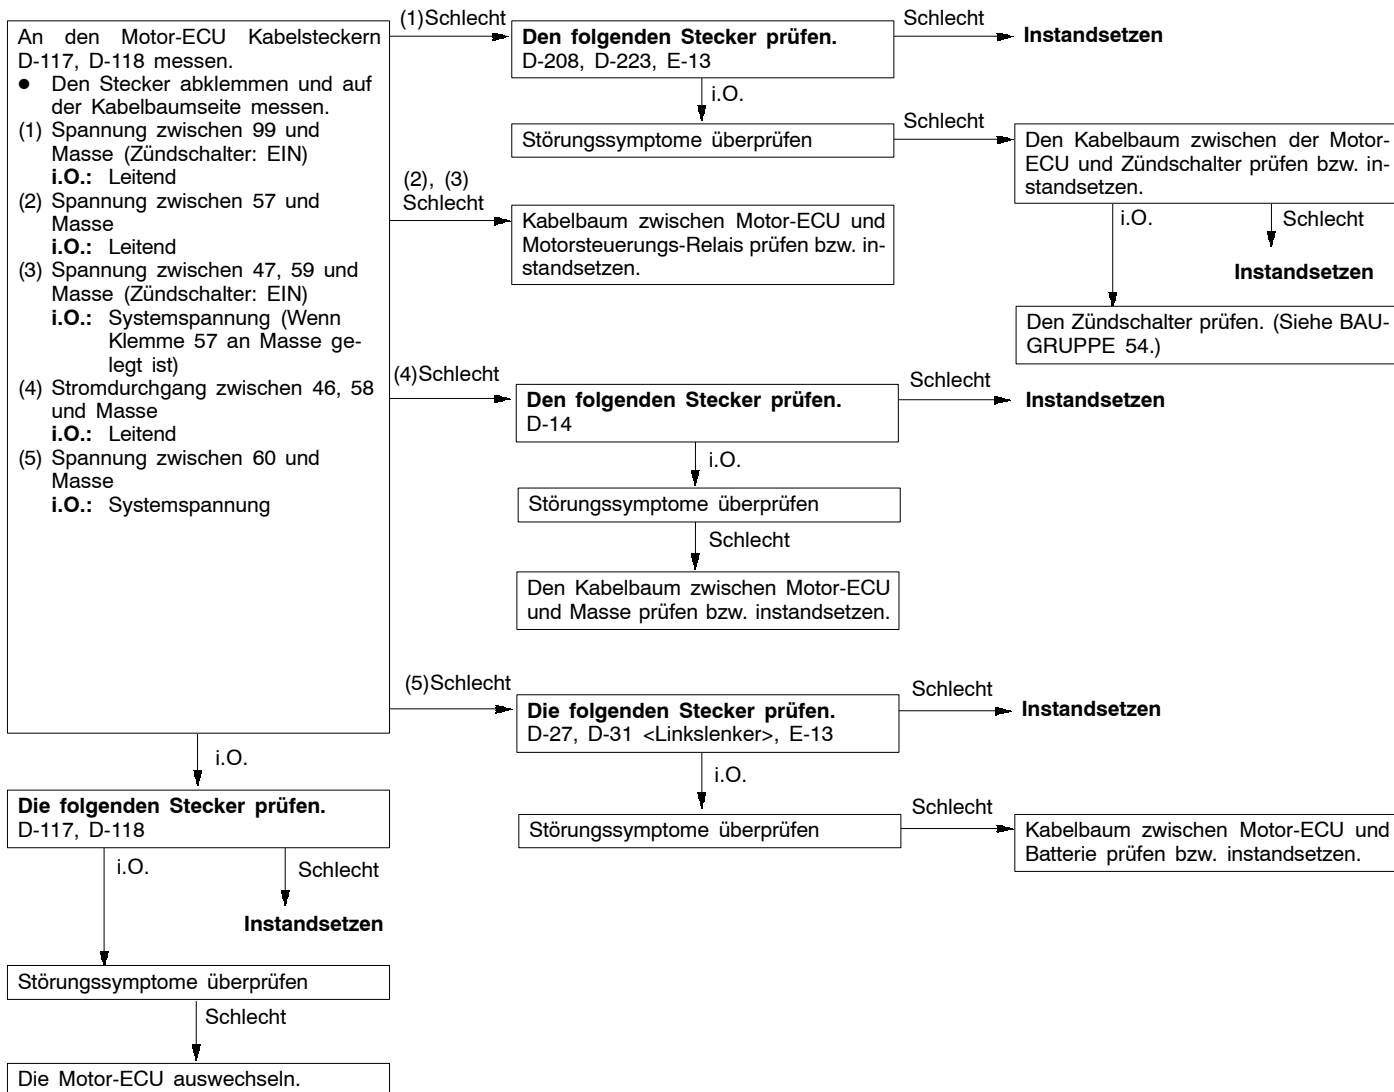 An den Motor-ECU Kabelsteckern
D-117, D-118 messen.
● Den Stecker abklemmen und auf
der Kabelbaumseite messen.
(1) Spannung zwischen 99 und
Masse (Zündschalter: EIN)
i.O.: Leitend
(2) Spannung zwischen 57 und
Masse
i.O.: Leitend
(3) Spannung zwischen 47, 59 und
Masse (Zündschalter: EIN)
i.O.: Systemspannung (Wenn
Klemme 57 an Masse ge-
legt ist)
(4) Stromdurchgang zwischen 46, 58
und Masse
i.O.: Leitend
(5) Spannung zwischen 60 und
Masse
i.O.: Systemspannung
(1)Schlecht
Den folgenden Stecker prüfen.
D-208, D-223, E-13
Schlecht
Instandsetzen
i.O.
Störungssymptome überprüfen
Schlecht
Den Kabelbaum zwischen der Motor-
ECU und Zündschalter prüfen bzw. in-
standsetzen.
i.O.
Schlecht
Instandsetzen
Den Zündschalter prüfen. (Siehe BAU-
GRUPPE 54.)
(2), (3)
Schlecht
Kabelbaum zwischen Motor-ECU und
Motorsteuerungs-Relais prüfen bzw. in-
standsetzen.
(4)Schlecht
Den folgenden Stecker prüfen.
D-14
Schlecht
Instandsetzen
i.O.
Störungssymptome überprüfen
Schlecht
Den Kabelbaum zwischen Motor-ECU
und Masse prüfen bzw. instandsetzen.
(5)Schlecht
Die folgenden Stecker prüfen.
D-27, D-31 <Linkslenker>, E-13
Schlecht
Instandsetzen
i.O.
Störungssymptome überprüfen
Schlecht
Kabelbaum zwischen Motor-ECU und
Batterie prüfen bzw. instandsetzen.
i.O.
Die folgenden Stecker prüfen.
D-117, D-118
i.O.
Schlecht
Instandsetzen
Störungssymptome überprüfen
Schlecht
Die Motor-ECU auswechseln.